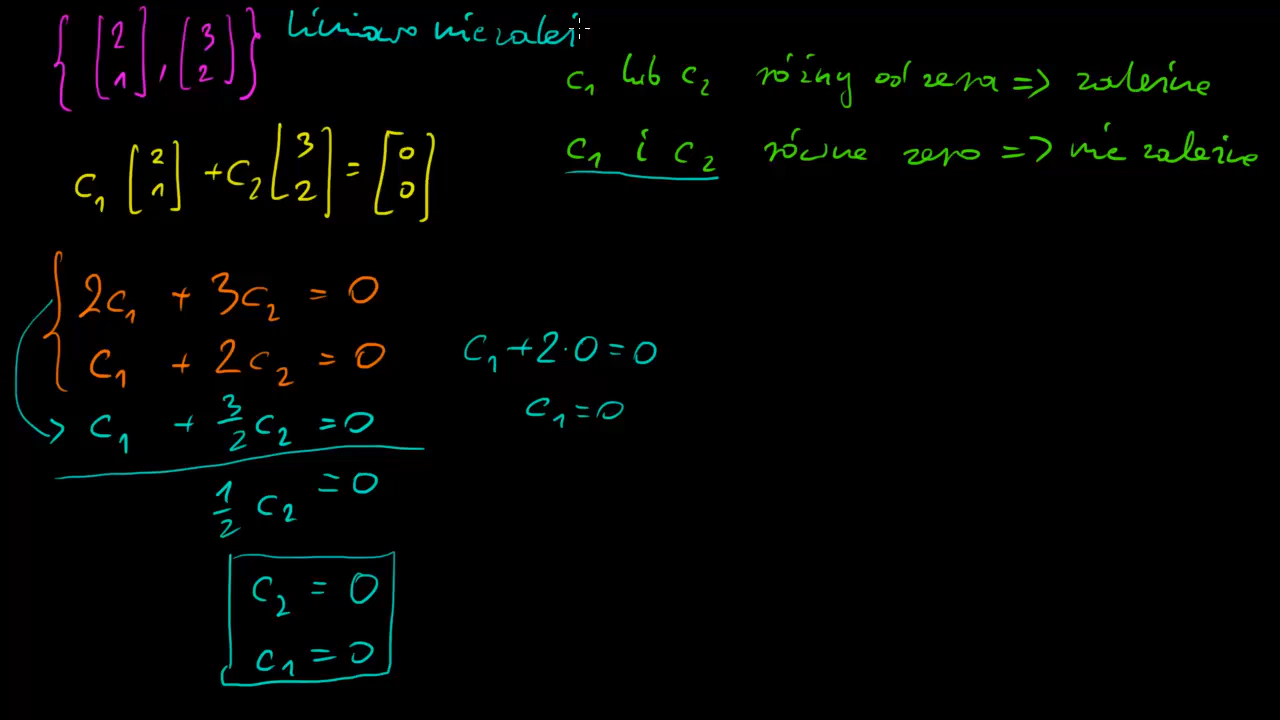 { [2 1], [3 2] } liniowo niezależ
c₁ lub c₂ różny od zera => zależne
c₁ i c₂ równe zero => niezależne
c₁ [2 1] + c₂ [3 2] = [0 0]
2c₁ + 3c₂ = 0
c₁ + 2c₂ = 0
c₁ + 3/2 c₂ = 0
1/2 c₂ = 0
c₂ = 0
c₁ = 0
c₁ + 2·0 = 0
c₁ = 0